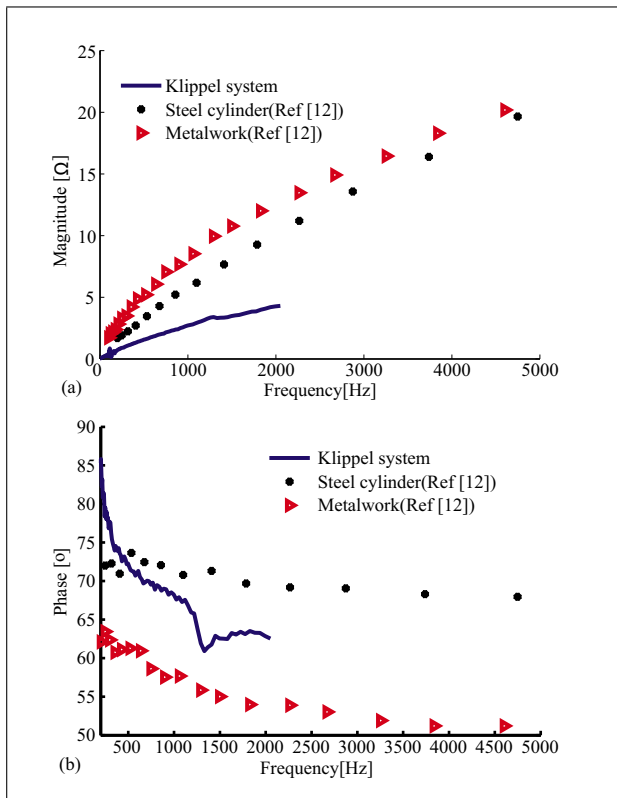 (a)
30
25
20
15
10
5
0
Magnitude [Ω]
Klippel system
Steel cylinder(Ref [12])
Metalwork(Ref [12])
0 1000 2000 3000 4000 5000
Frequency[Hz]
(a)
90
85
80
75
70
65
60
55
50
Phase [o]
Klippel system
Steel cylinder(Ref [12])
Metalwork(Ref [12])
500 1000 1500 2000 2500 3000 3500 4000 4500 5000
Frequency[Hz]
(b)